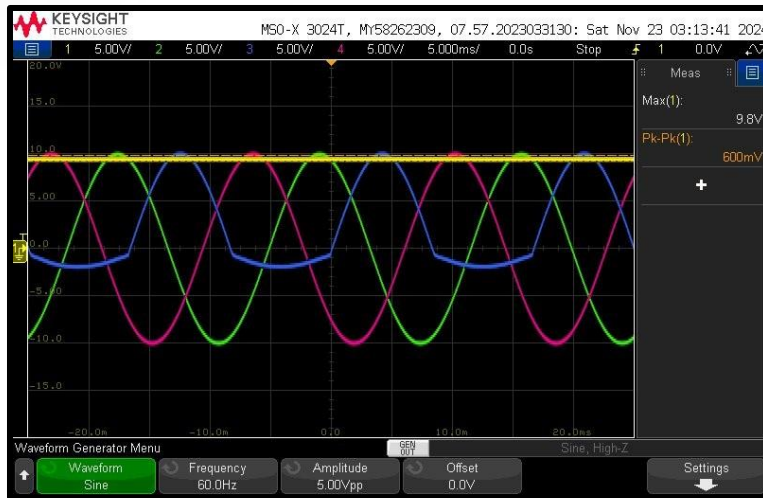 KEYSIGHT
TECHNOLOGIES
MSO-X 3024T, MY58262309, 07.57.2023033130: Sat Nov 23 03:13:41 2024
1 5.00V/ 2 5.00V/ 3 5.00V/ 4 5.00V/ 5.000ms/ 0.0s Stop 1 0.0V
20.0V
15.0
10.0
5.00
0.0
-5.00
-10.0
-15.0
-20.0m -10.0m 0.0 10.0m 20.0ms
Meas
Max(1):
9.8V
Pk-Pk(1):
600mV
+
Waveform Generator Menu
GEN OUT
Sine, High-Z
Waveform
Sine
Frequency
60.0Hz
Amplitude
5.00Vpp
Offset
0.0V
Settings